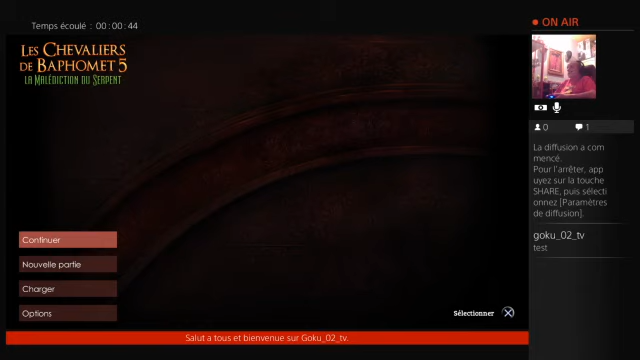 Temps écoulé : 00:00:44
ON AIR
LES CHEVALIERS
DE BAPHOMET 5
LA MALÉDICTION DU SERPENT
0
1
La diffusion a com
mencé.
Pour l'arrêter, app
uyez sur la touche
SHARE, puis sélecti
onnez [Paramètres
de diffusion].
goku_02_tv
test
Continuer
Nouvelle partie
Charger
Options
Sélectionner
Salut a tous et bienvenue sur Goku_02_tv.